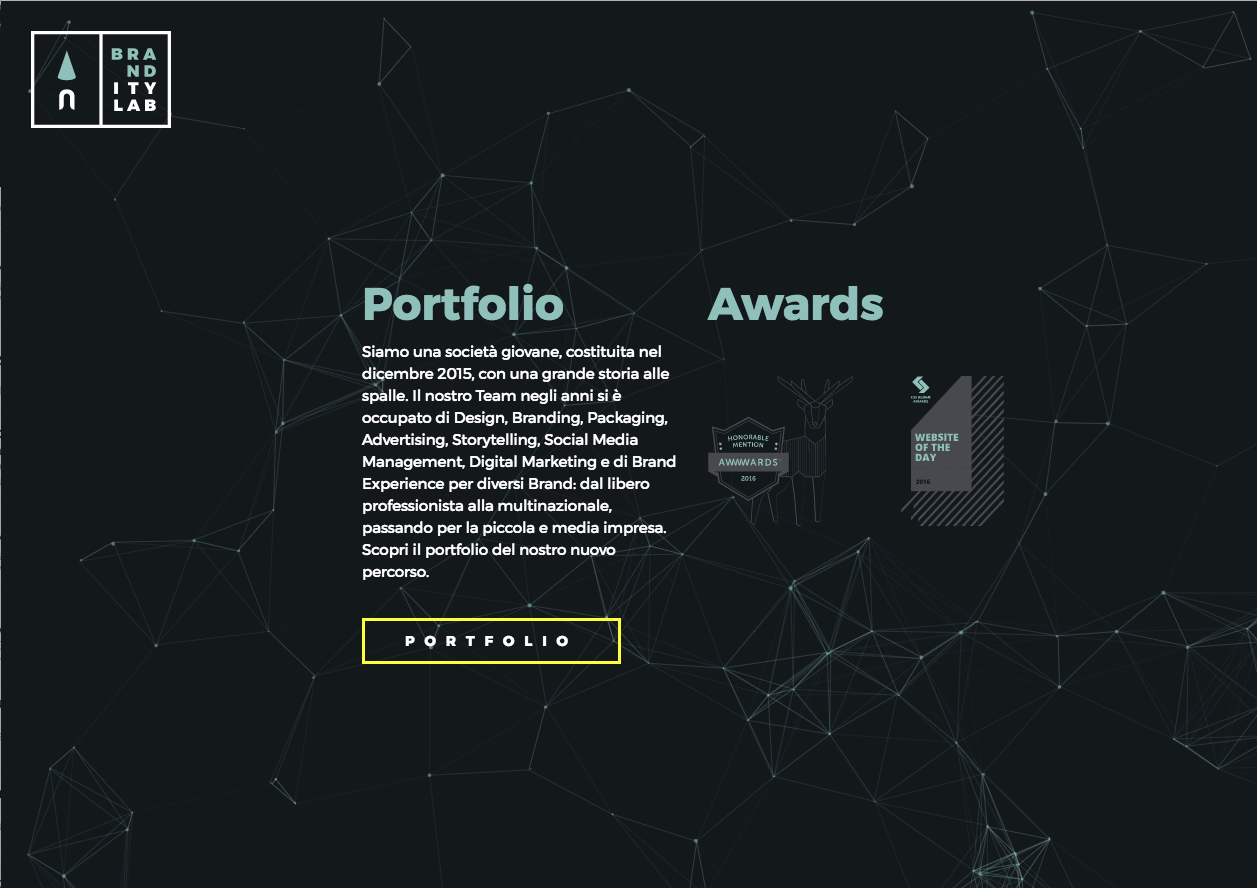 BRA
ND
ITY
LAB
Portfolio
Siamo una società giovane, costituita nel
dicembre 2015, con una grande storia alle
spalle. Il nostro Team negli anni si è
occupato di Design, Branding, Packaging,
Advertising, Storytelling, Social Media
Management, Digital Marketing e di Brand
Experience per diversi Brand: dal libero
professionista alla multinazionale,
passando per la piccola e media impresa.
Scopri il portfolio del nostro nuovo
percorso.
PORTFOLIO
Awards
HONORABLE
MENTION
AWWWARDS
2016
CSS DESIGN
AWARDS
WEBSITE
OF THE
DAY
2016